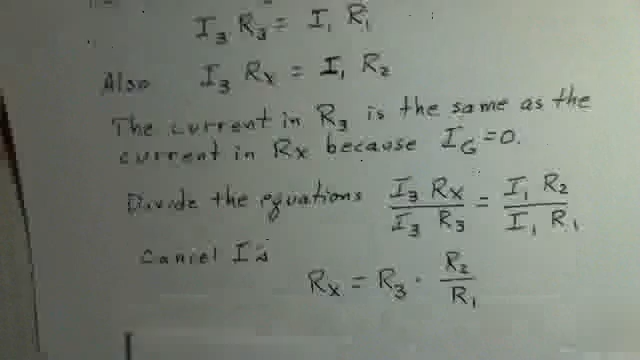 I₃ R₃ = I₁ R₁
Also I₃ Rx = I₁ R₂
The current in R₃ is the same as the
current in Rx because I_G = 0.
Divide the equations I₃ Rx / I₃ R₃ = I₁ R₂ / I₁ R₁
Cancel I's
Rx = R₃ · R₂ / R₁